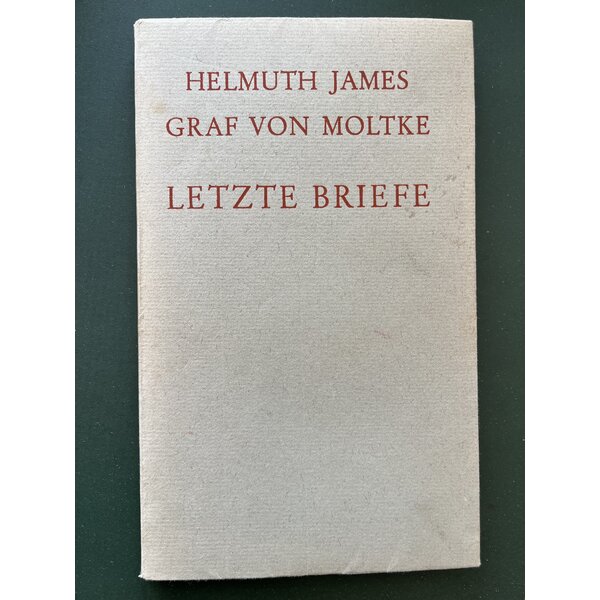 HELMUTH JAMES
GRAF VON MOLTKE
LETZTE BRIEFE